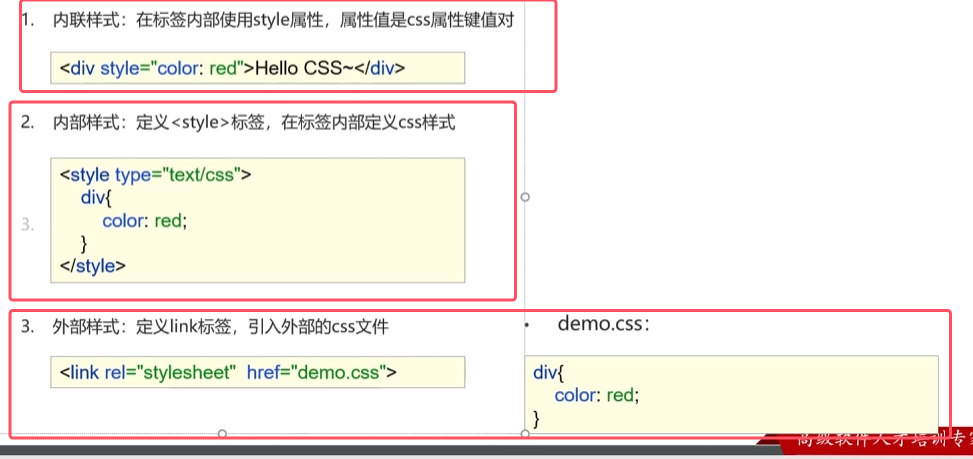 1. 内联样式：在标签内部使用style属性，属性值是css属性键值对
<div style="color: red">Hello CSS~</div>
2. 内部样式：定义<style>标签，在标签内部定义css样式
<style type="text/css">
div{
3.
color: red;
}
</style>
3. 外部样式：定义link标签，引入外部的css文件
<link rel="stylesheet" href="demo.css">
• demo.css：
div{
color: red;
}
高级软件人才培训专家